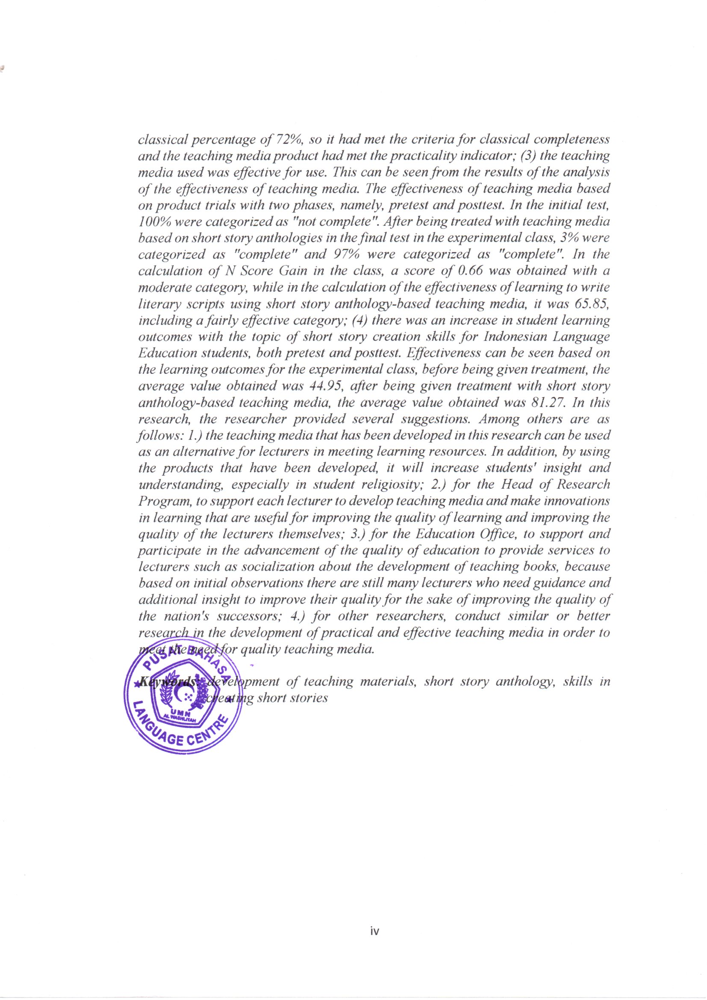 classical percentage of 72%, so it had met the criteria for classical completeness
and the teaching media product had met the practicality indicator; (3) the teaching
media used was effective for use. This can be seen from the results of the analysis
of the effectiveness of teaching media. The effectiveness of teaching media based
on product trials with two phases, namely, pretest and posttest. In the initial test,
100% were categorized as "not complete". After being treated with teaching media
based on short story anthologies in the final test in the experimental class, 3% were
categorized as "complete" and 97% were categorized as "complete". In the
calculation of N Score Gain in the class, a score of 0.66 was obtained with a
moderate category, while in the calculation of the effectiveness of learning to write
literary scripts using short story anthology-based teaching media, it was 65.85,
including a fairly effective category; (4) there was an increase in student learning
outcomes with the topic of short story creation skills for Indonesian Language
Education students, both pretest and posttest. Effectiveness can be seen based on
the learning outcomes for the experimental class, before being given treatment, the
average value obtained was 44.95, after being given treatment with short story
anthology-based teaching media, the average value obtained was 81.27. In this
research, the researcher provided several suggestions. Among others are as
follows: 1.) the teaching media that has been developed in this research can be used
as an alternative for lecturers in meeting learning resources. In addition, by using
the products that have been developed, it will increase students' insight and
understanding, especially in student religiosity; 2.) for the Head of Research
Program, to support each lecturer to develop teaching media and make innovations
in learning that are useful for improving the quality of learning and improving the
quality of the lecturers themselves; 3.) for the Education Office, to support and
participate in the advancement of the quality of education to provide services to
lecturers such as socialization about the development of teaching books, because
based on initial observations there are still many lecturers who need guidance and
additional insight to improve their quality for the sake of improving the quality of
the nation's successors; 4.) for other researchers, conduct similar or better
research in the development of practical and effective teaching media in order to
meet the need for quality teaching media.
Keywords: development of teaching materials, short story anthology, skills in
creating short stories
PUSAT BAHASA
UMN
AL WASHLIYAH
LANGUAGE CENTRE
iv